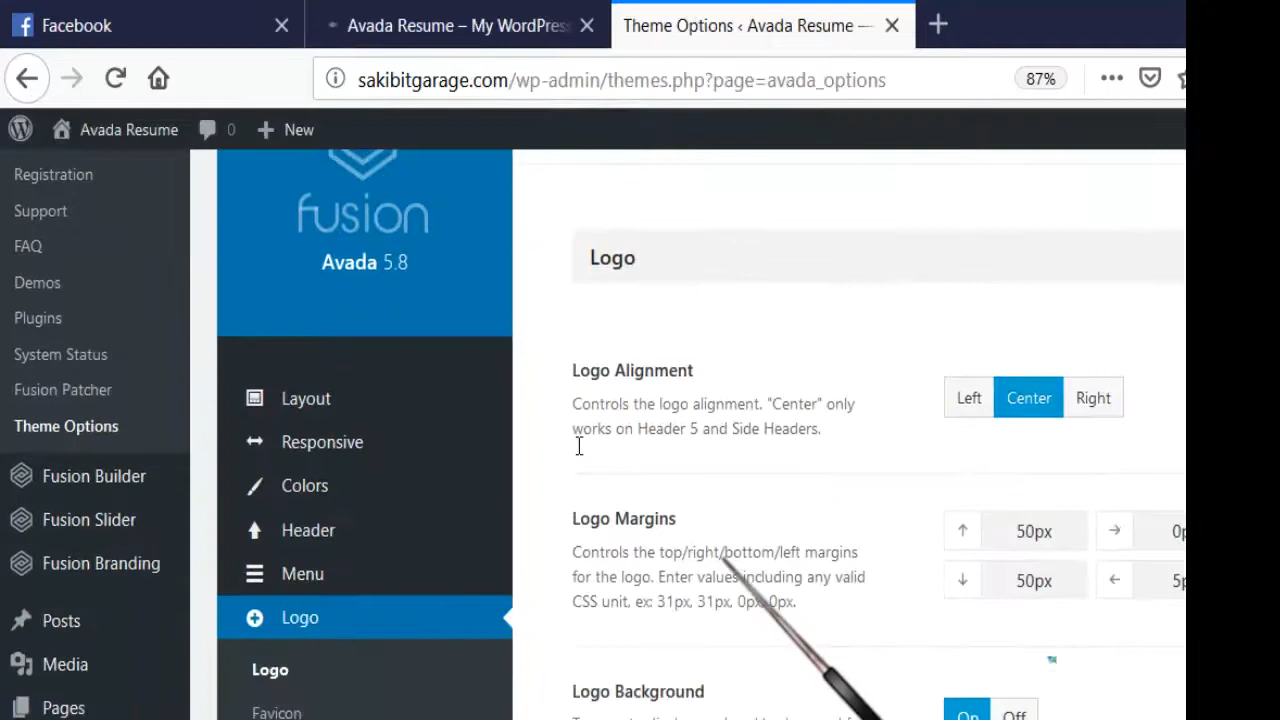 Facebook
Avada Resume – My WordPress
Theme Options ‹ Avada Resume —
sakibitgarage.com/wp-admin/themes.php?page=avada_options
87%
Avada Resume
0
New
Registration
Support
FAQ
Demos
Plugins
System Status
Fusion Patcher
Theme Options
Fusion Builder
Fusion Slider
Fusion Branding
Posts
Media
Pages
fusion
Avada 5.8
Layout
Responsive
Colors
Header
Menu
Logo
Logo
Favicon
Logo
Logo Alignment
Controls the logo alignment. "Center" only
works on Header 5 and Side Headers.
Left Center Right
Logo Margins
Controls the top/right/bottom/left margins
for the logo. Enter values including any valid
CSS unit, ex: 31px, 31px, 0px, 0px.
50px 0p
50px 5p
Logo Background
On Off